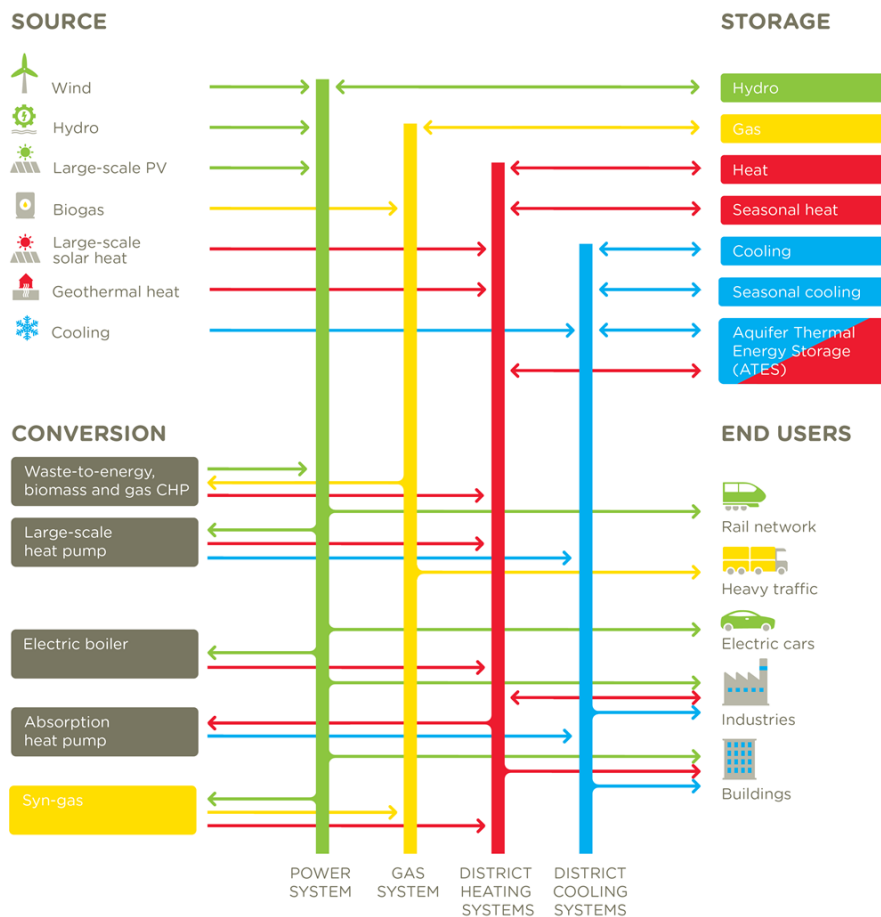 SOURCE
Wind
Hydro
Large-scale PV
Biogas
Large-scale
solar heat
Geothermal heat
Cooling
STORAGE
Hydro
Gas
Heat
Seasonal heat
Cooling
Seasonal cooling
Aquifer Thermal
Energy Storage
(ATES)
CONVERSION
Waste-to-energy,
biomass and gas CHP
Large-scale
heat pump
Electric boiler
Absorption
heat pump
Syn-gas
END USERS
Rail network
Heavy traffic
Electric cars
Industries
Buildings
POWER
SYSTEM
GAS
SYSTEM
DISTRICT
HEATING
SYSTEMS
DISTRICT
COOLING
SYSTEMS